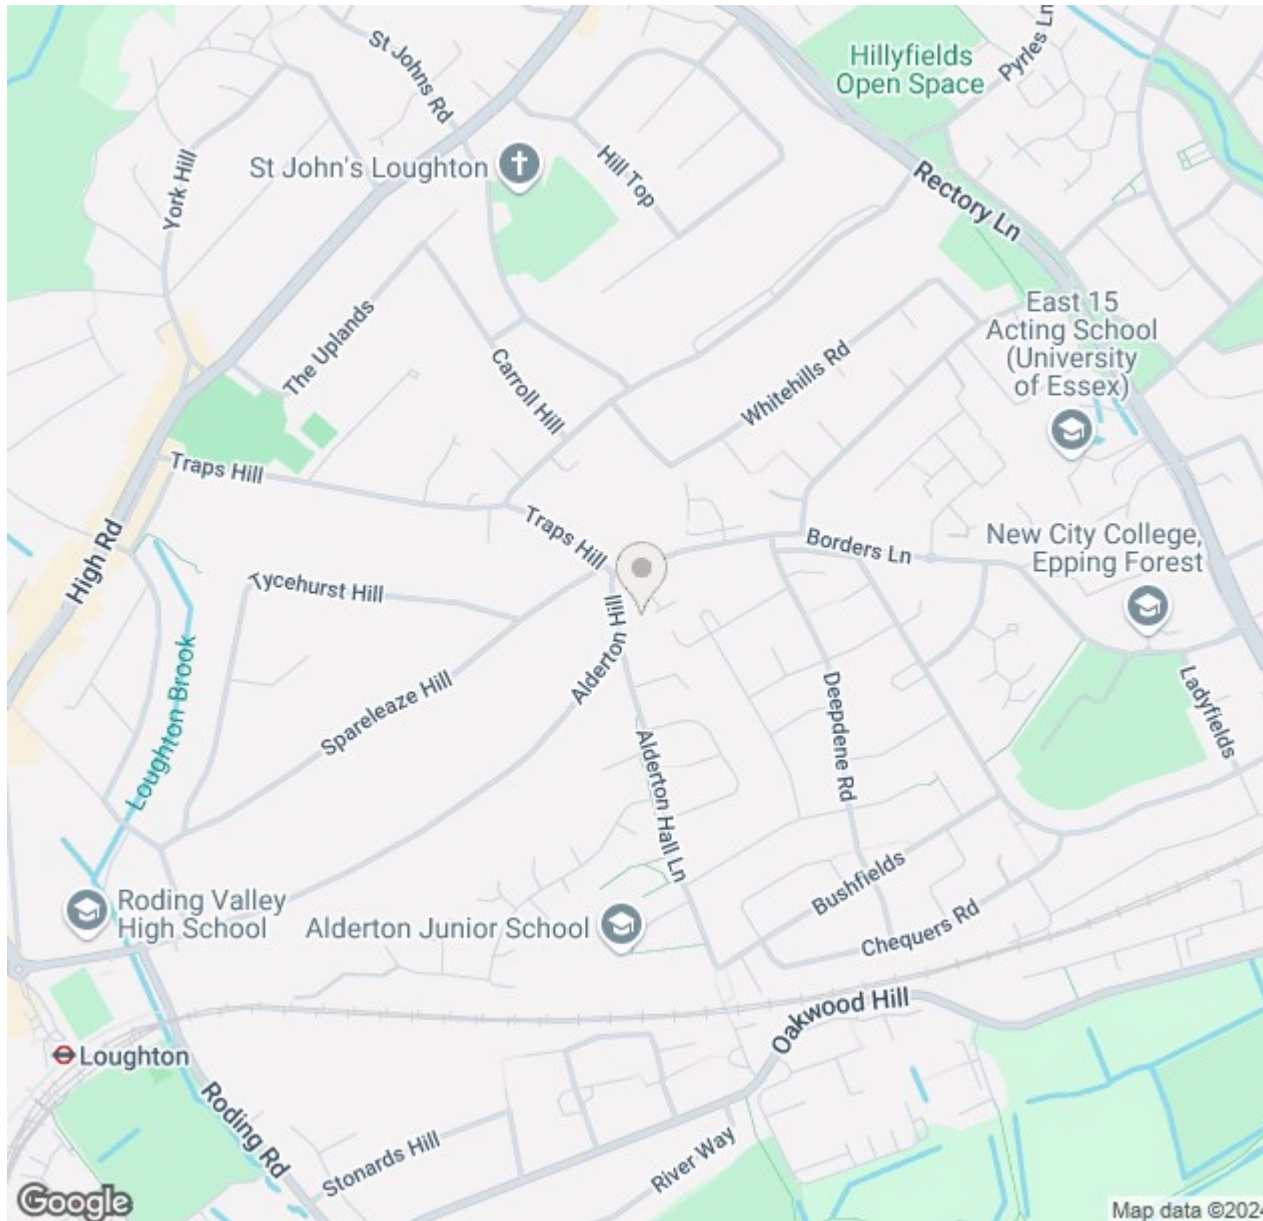 St Johns Rd
Hillyfields
Open Space
Pyrles Ln
York Hill
St John's Loughton
Hill Top
Rectory Ln
The Uplands
Carroll Hill
Whitehills Rd
East 15
Acting School
(University
of Essex)
Traps Hill
High Rd
Traps Hill
Borders Ln
New City College,
Epping Forest
Tycehurst Hill
Alderton Hill
Spareleaze Hill
Loughton Brook
Deepdene Rd
Ladyfields
Alderton Hall Ln
Bushfields
Roding Valley
High School
Alderton Junior School
Chequers Rd
Oakwood Hill
Loughton
Roding Rd
Stonards Hill
River Way
Google
Map data ©2024